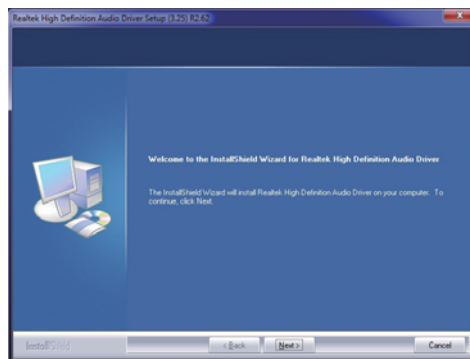 Realtek High Definition Audio Driver Setup (3.25) R2.62
Welcome to the InstallShield Wizard for Realtek High Definition Audio Driver
The InstallShield Wizard will install Realtek High Definition Audio Driver on your computer. To
continue, click Next.
InstallShield
< Back
Next >
Cancel